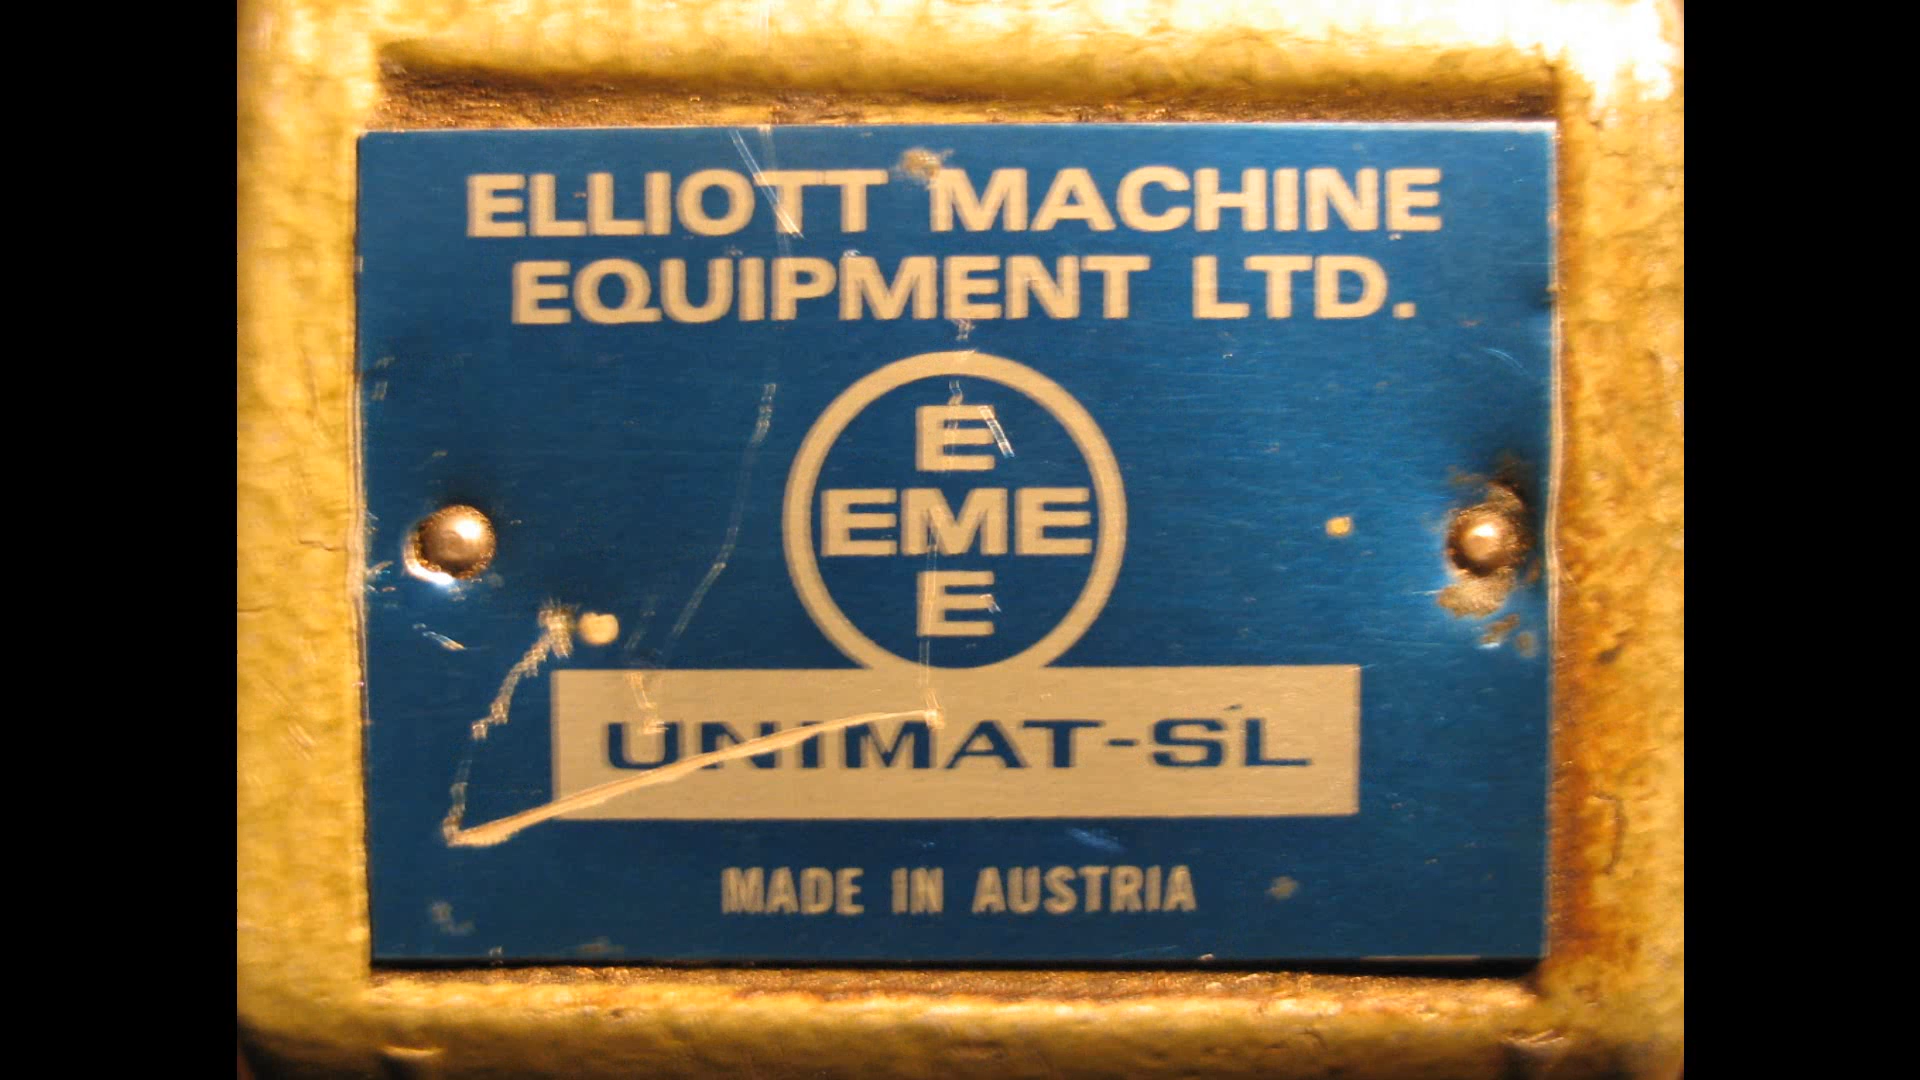 ELLIOTT MACHINE
EQUIPMENT LTD.
E
EME
E
UNIMAT-SL
MADE IN AUSTRIA